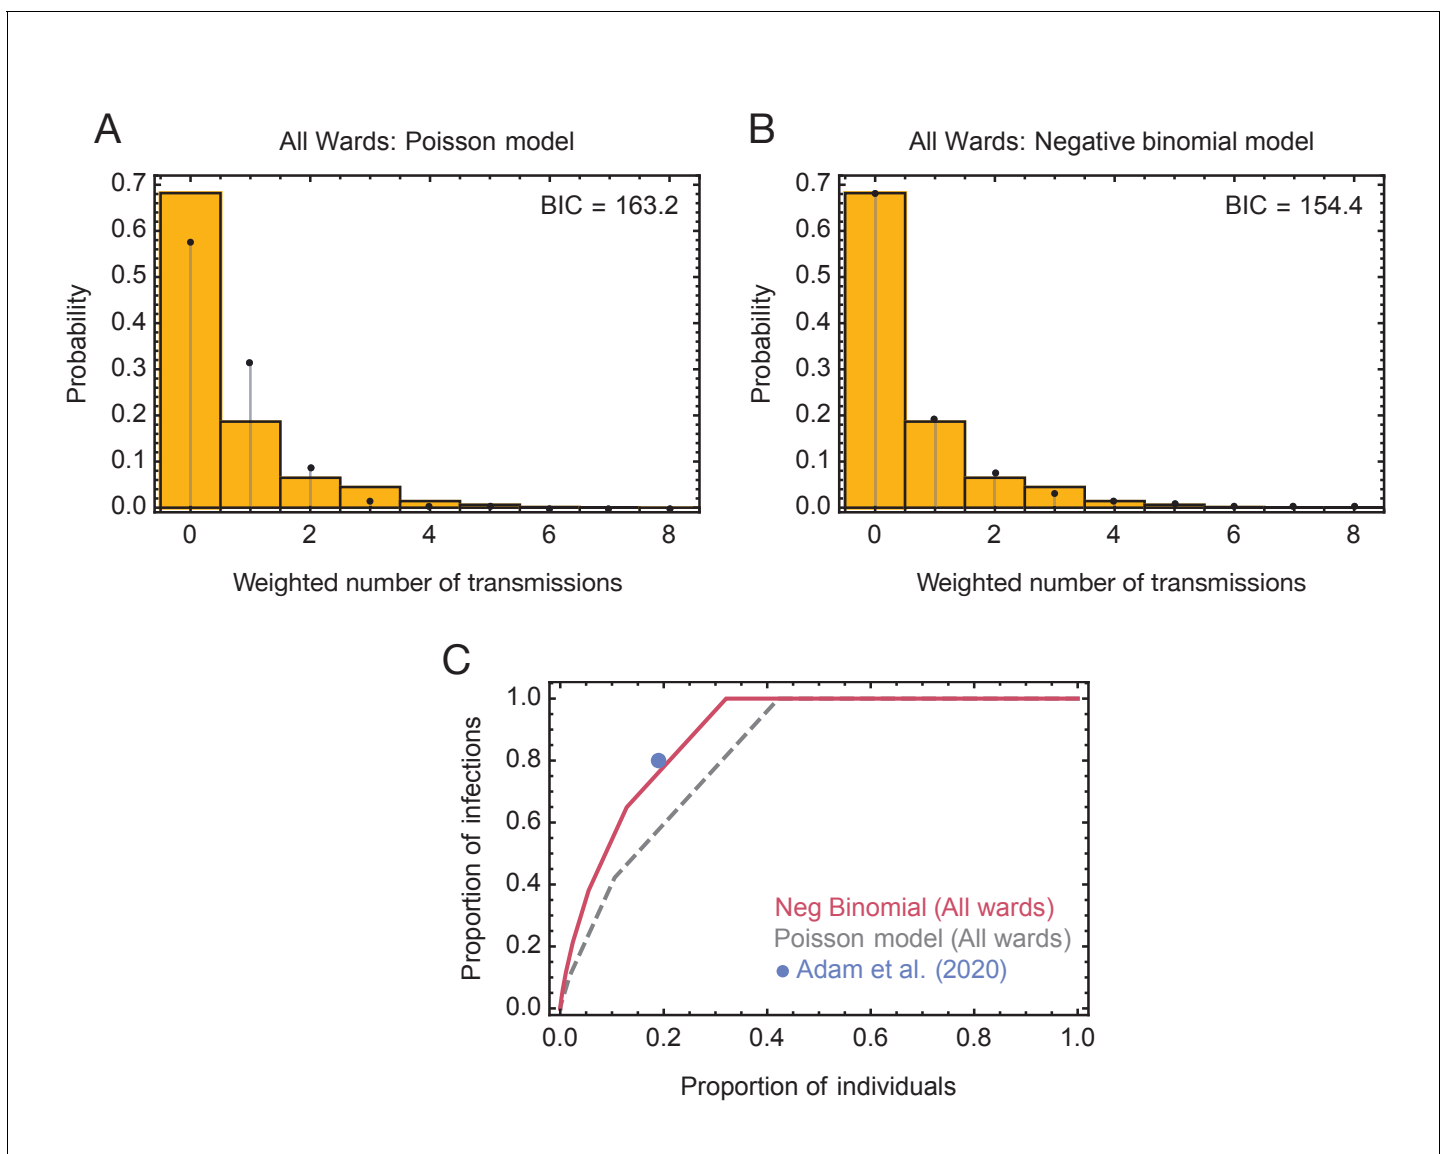 A
All Wards: Poisson model
BIC = 163.2
Probability
0.7
0.6
0.5
0.4
0.3
0.2
0.1
0.0
0 2 4 6 8
Weighted number of transmissions
B
All Wards: Negative binomial model
BIC = 154.4
Probability
0.7
0.6
0.5
0.4
0.3
0.2
0.1
0.0
0 2 4 6 8
Weighted number of transmissions
C
Proportion of infections
1.0
0.8
0.6
0.4
0.2
0.0
Neg Binomial (All wards)
Poisson model (All wards)
Adam et al. (2020)
0.0 0.2 0.4 0.6 0.8 1.0
Proportion of individuals